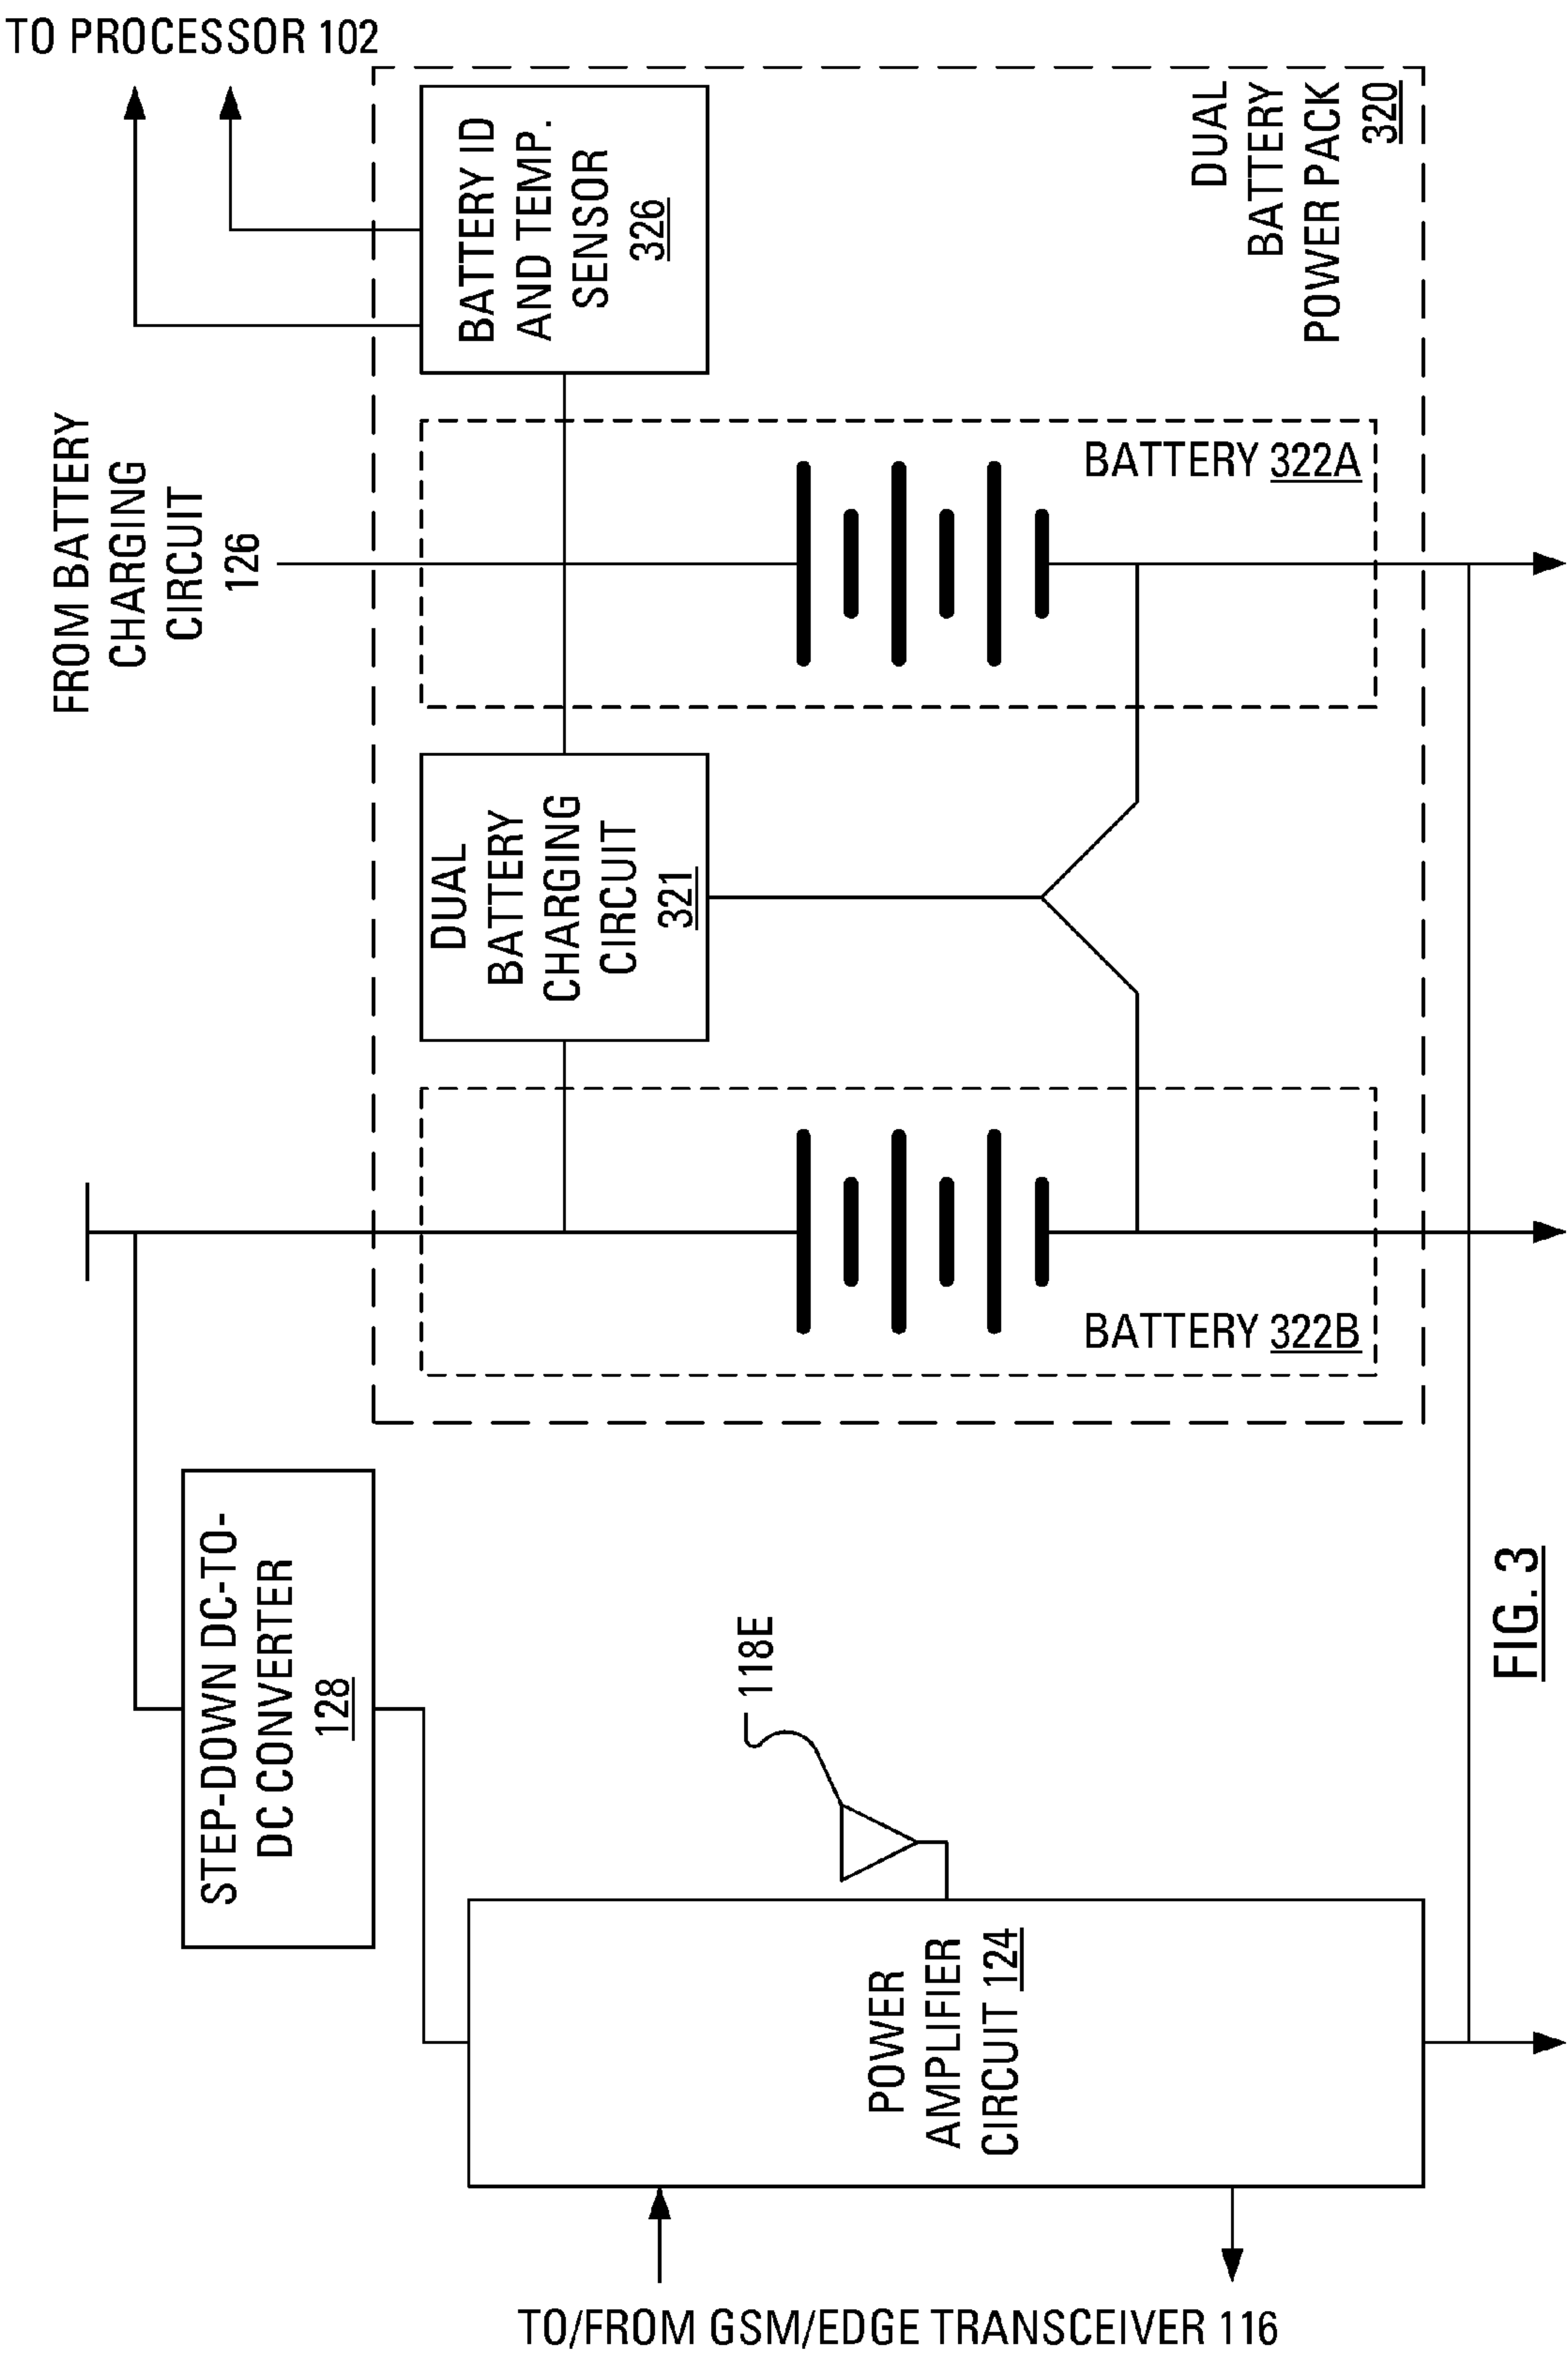 TO PROCESSOR 102
BATTERY ID
AND TEMP.
SENSOR
326
DUAL
BATTERY
POWER PACK
320
FROM BATTERY
CHARGING
CIRCUIT
126
BATTERY 322A
DUAL
BATTERY
CHARGING
CIRCUIT
321
BATTERY 322B
STEP-DOWN DC-TO-
DC CONVERTER
128
118E
POWER
AMPLIFIER
CIRCUIT 124
TO/FROM GSM/EDGE TRANSCEIVER 116
FIG. 3